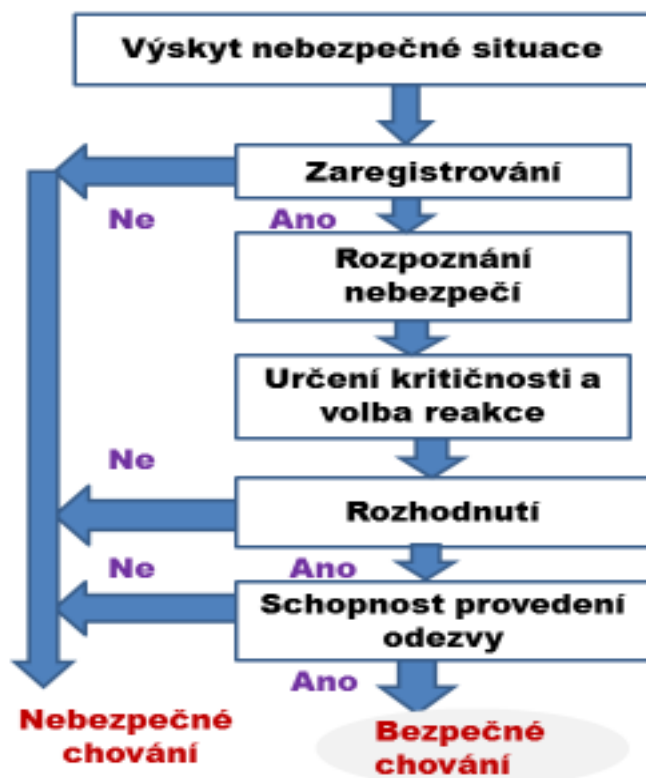 Výskyt nebezpečné situace
Zaregistrování
Ne
Ano
Rozpoznání
nebezpečí
Určení kritičnosti a
volba reakce
Ne
Rozhodnutí
Ne
Ano
Schopnost provedení
odezvy
Ano
Nebezpečné
chování
Bezpečné
chování